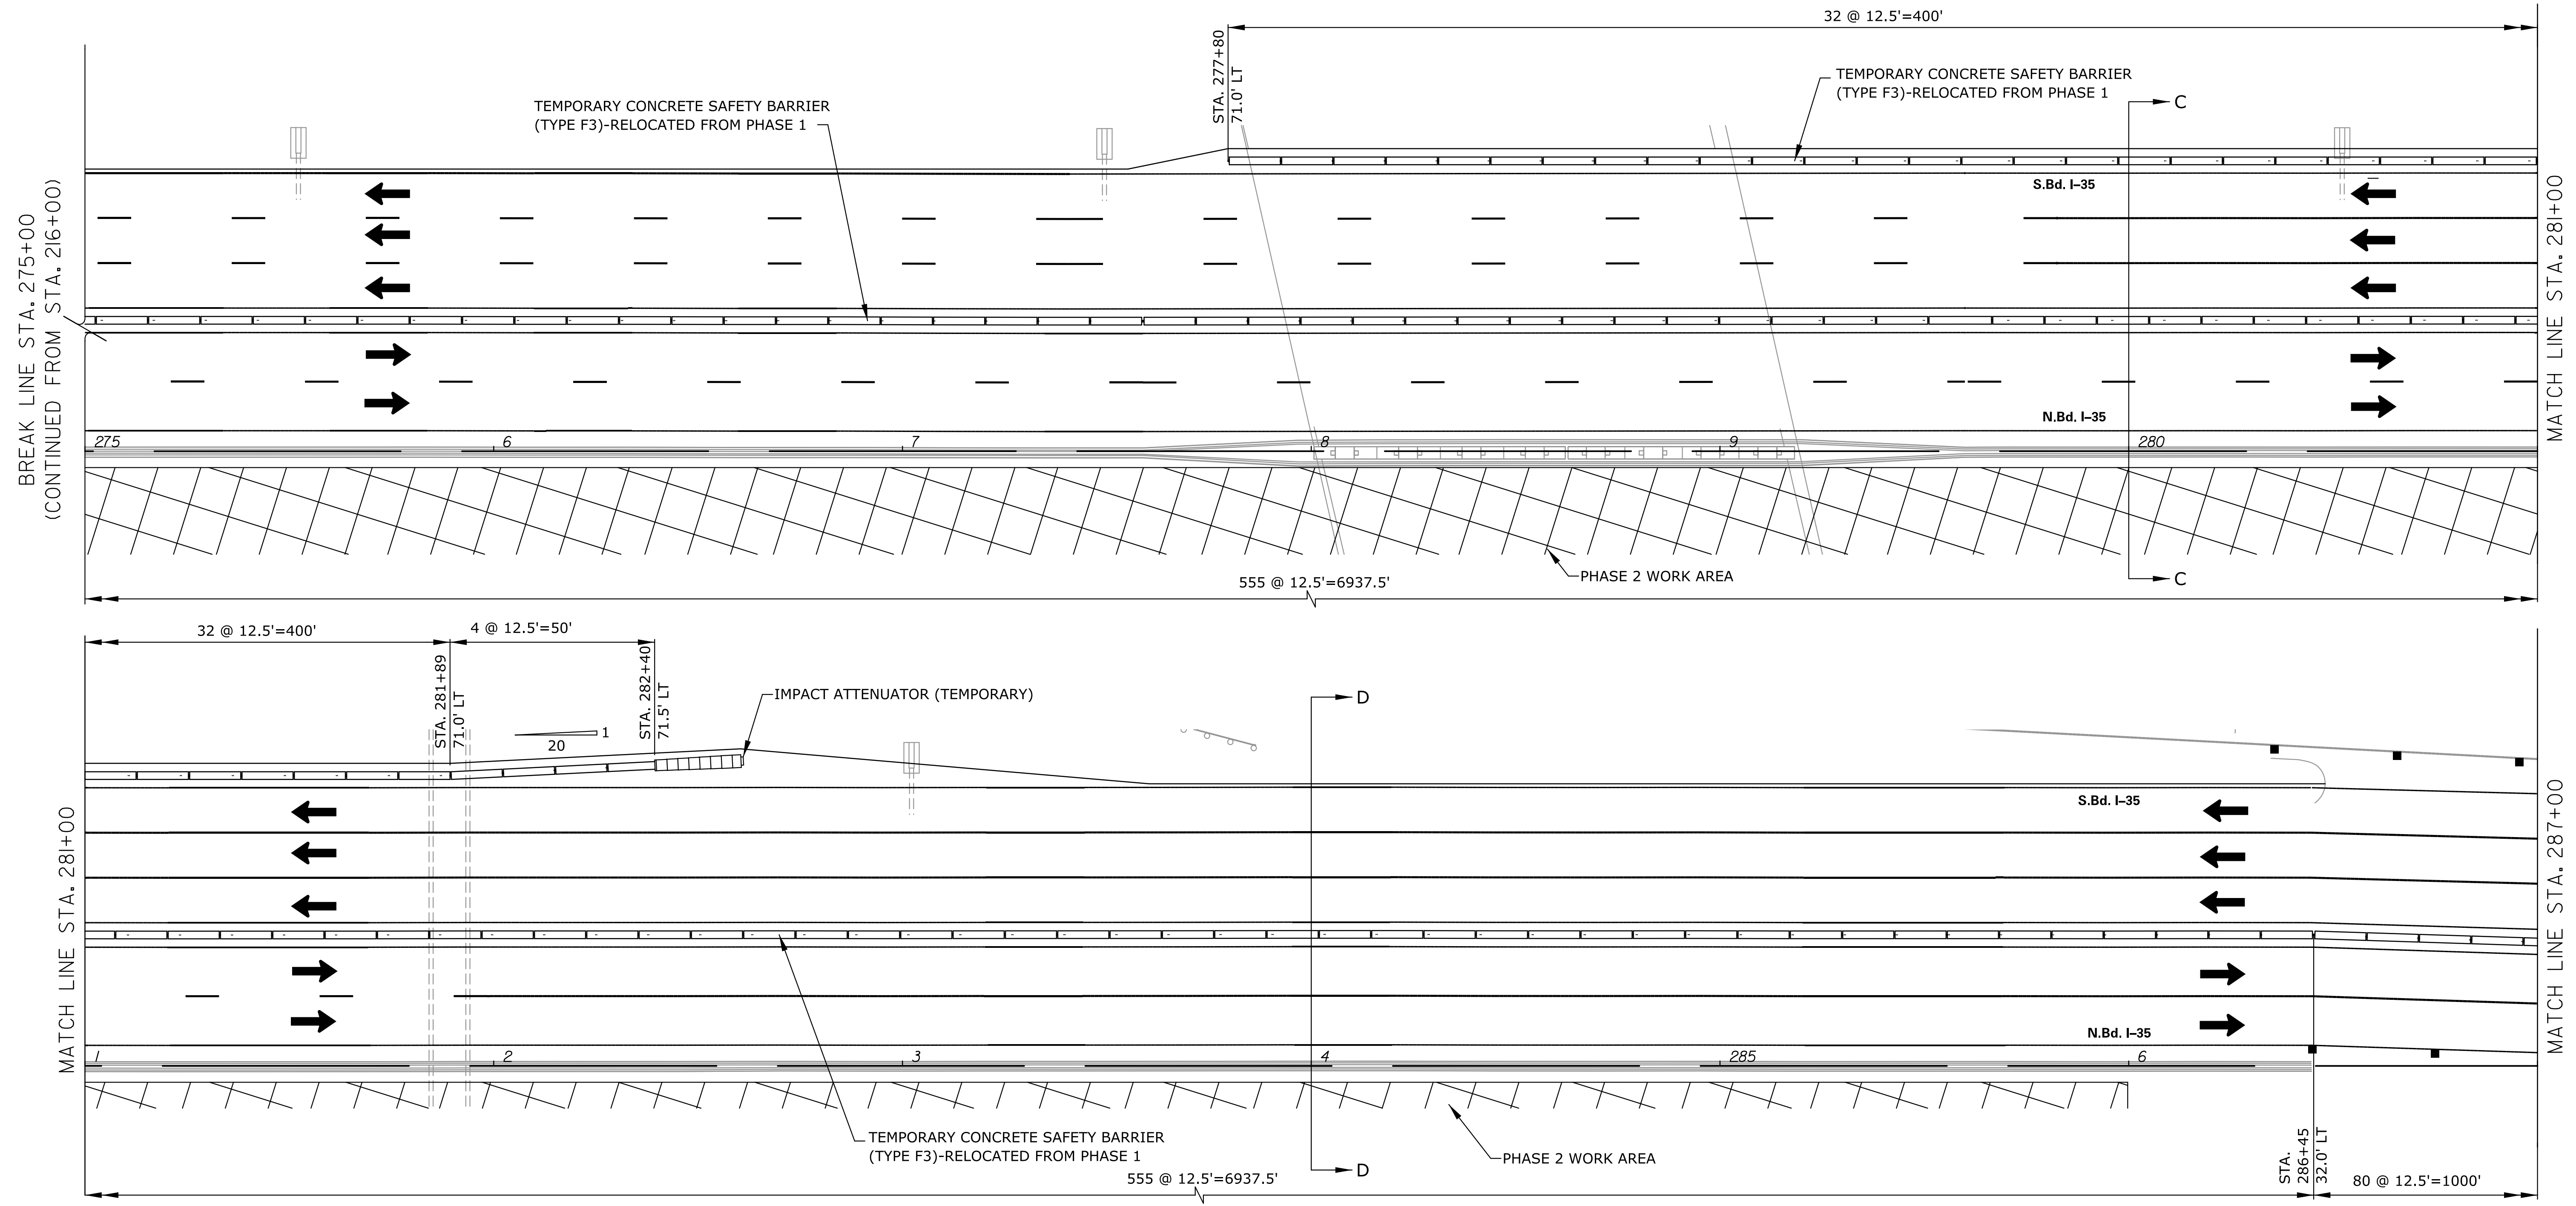 32 @ 12.5'=400'
STA. 277+80
71.0' LT
TEMPORARY CONCRETE SAFETY BARRIER
(TYPE F3)-RELOCATED FROM PHASE 1
TEMPORARY CONCRETE SAFETY BARRIER
(TYPE F3)-RELOCATED FROM PHASE 1
C
S.Bd. I-35
BREAK LINE STA. 275+00
(CONTINUED FROM STA. 216+00)
MATCH LINE STA. 281+00
N.Bd. I-35
275
6
7
8
9
280
PHASE 2 WORK AREA
C
555 @ 12.5'=6937.5'
32 @ 12.5'=400'
4 @ 12.5'=50'
STA. 281+89
71.0' LT
STA. 282+40
71.5' LT
IMPACT ATTENUATOR (TEMPORARY)
1
20
D
S.Bd. I-35
MATCH LINE STA. 281+00
MATCH LINE STA. 287+00
N.Bd. I-35
1
2
3
4
285
6
TEMPORARY CONCRETE SAFETY BARRIER
(TYPE F3)-RELOCATED FROM PHASE 1
PHASE 2 WORK AREA
D
STA.
286+45
32.0' LT
555 @ 12.5'=6937.5'
80 @ 12.5'=1000'